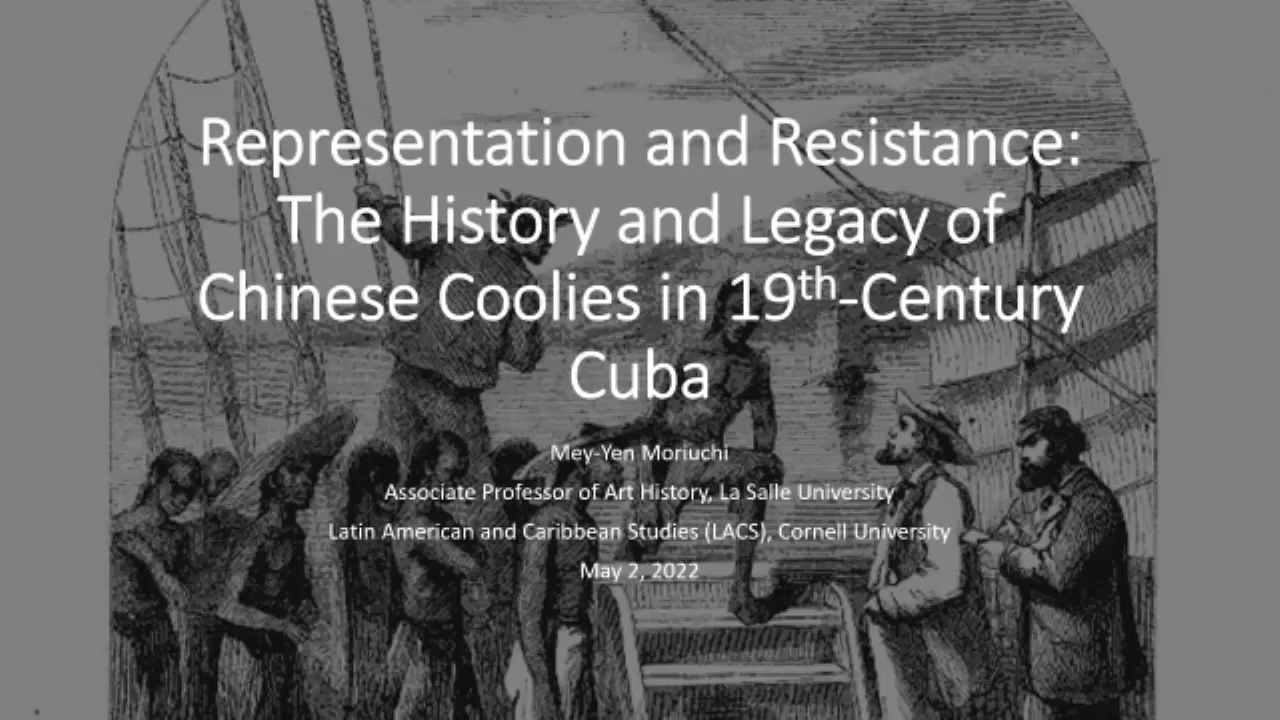 Representation and Resistance:
The History and Legacy of
Chinese Coolies in 19th-Century
Cuba
Mey-Yen Moriuchi
Associate Professor of Art History, La Salle University
Latin American and Caribbean Studies (LACS), Cornell University
May 2, 2022